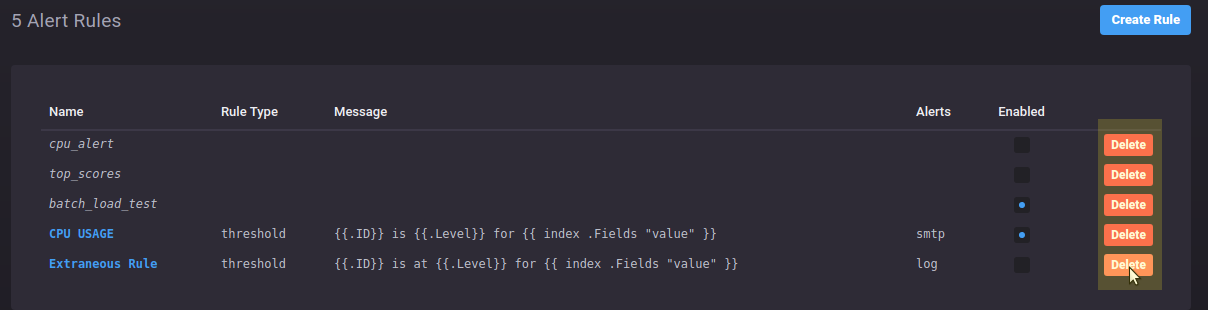 5 Alert Rules Create Rule
Name Rule Type Message Alerts Enabled
cpu_alert Delete
top_scores Delete
batch_load_test Delete
CPU USAGE threshold {{.ID}} is {{.Level}} for {{ index .Fields "value" }} smtp Delete
Extraneous Rule threshold {{.ID}} is at {{.Level}} for {{ index .Fields "value" }} log Delete